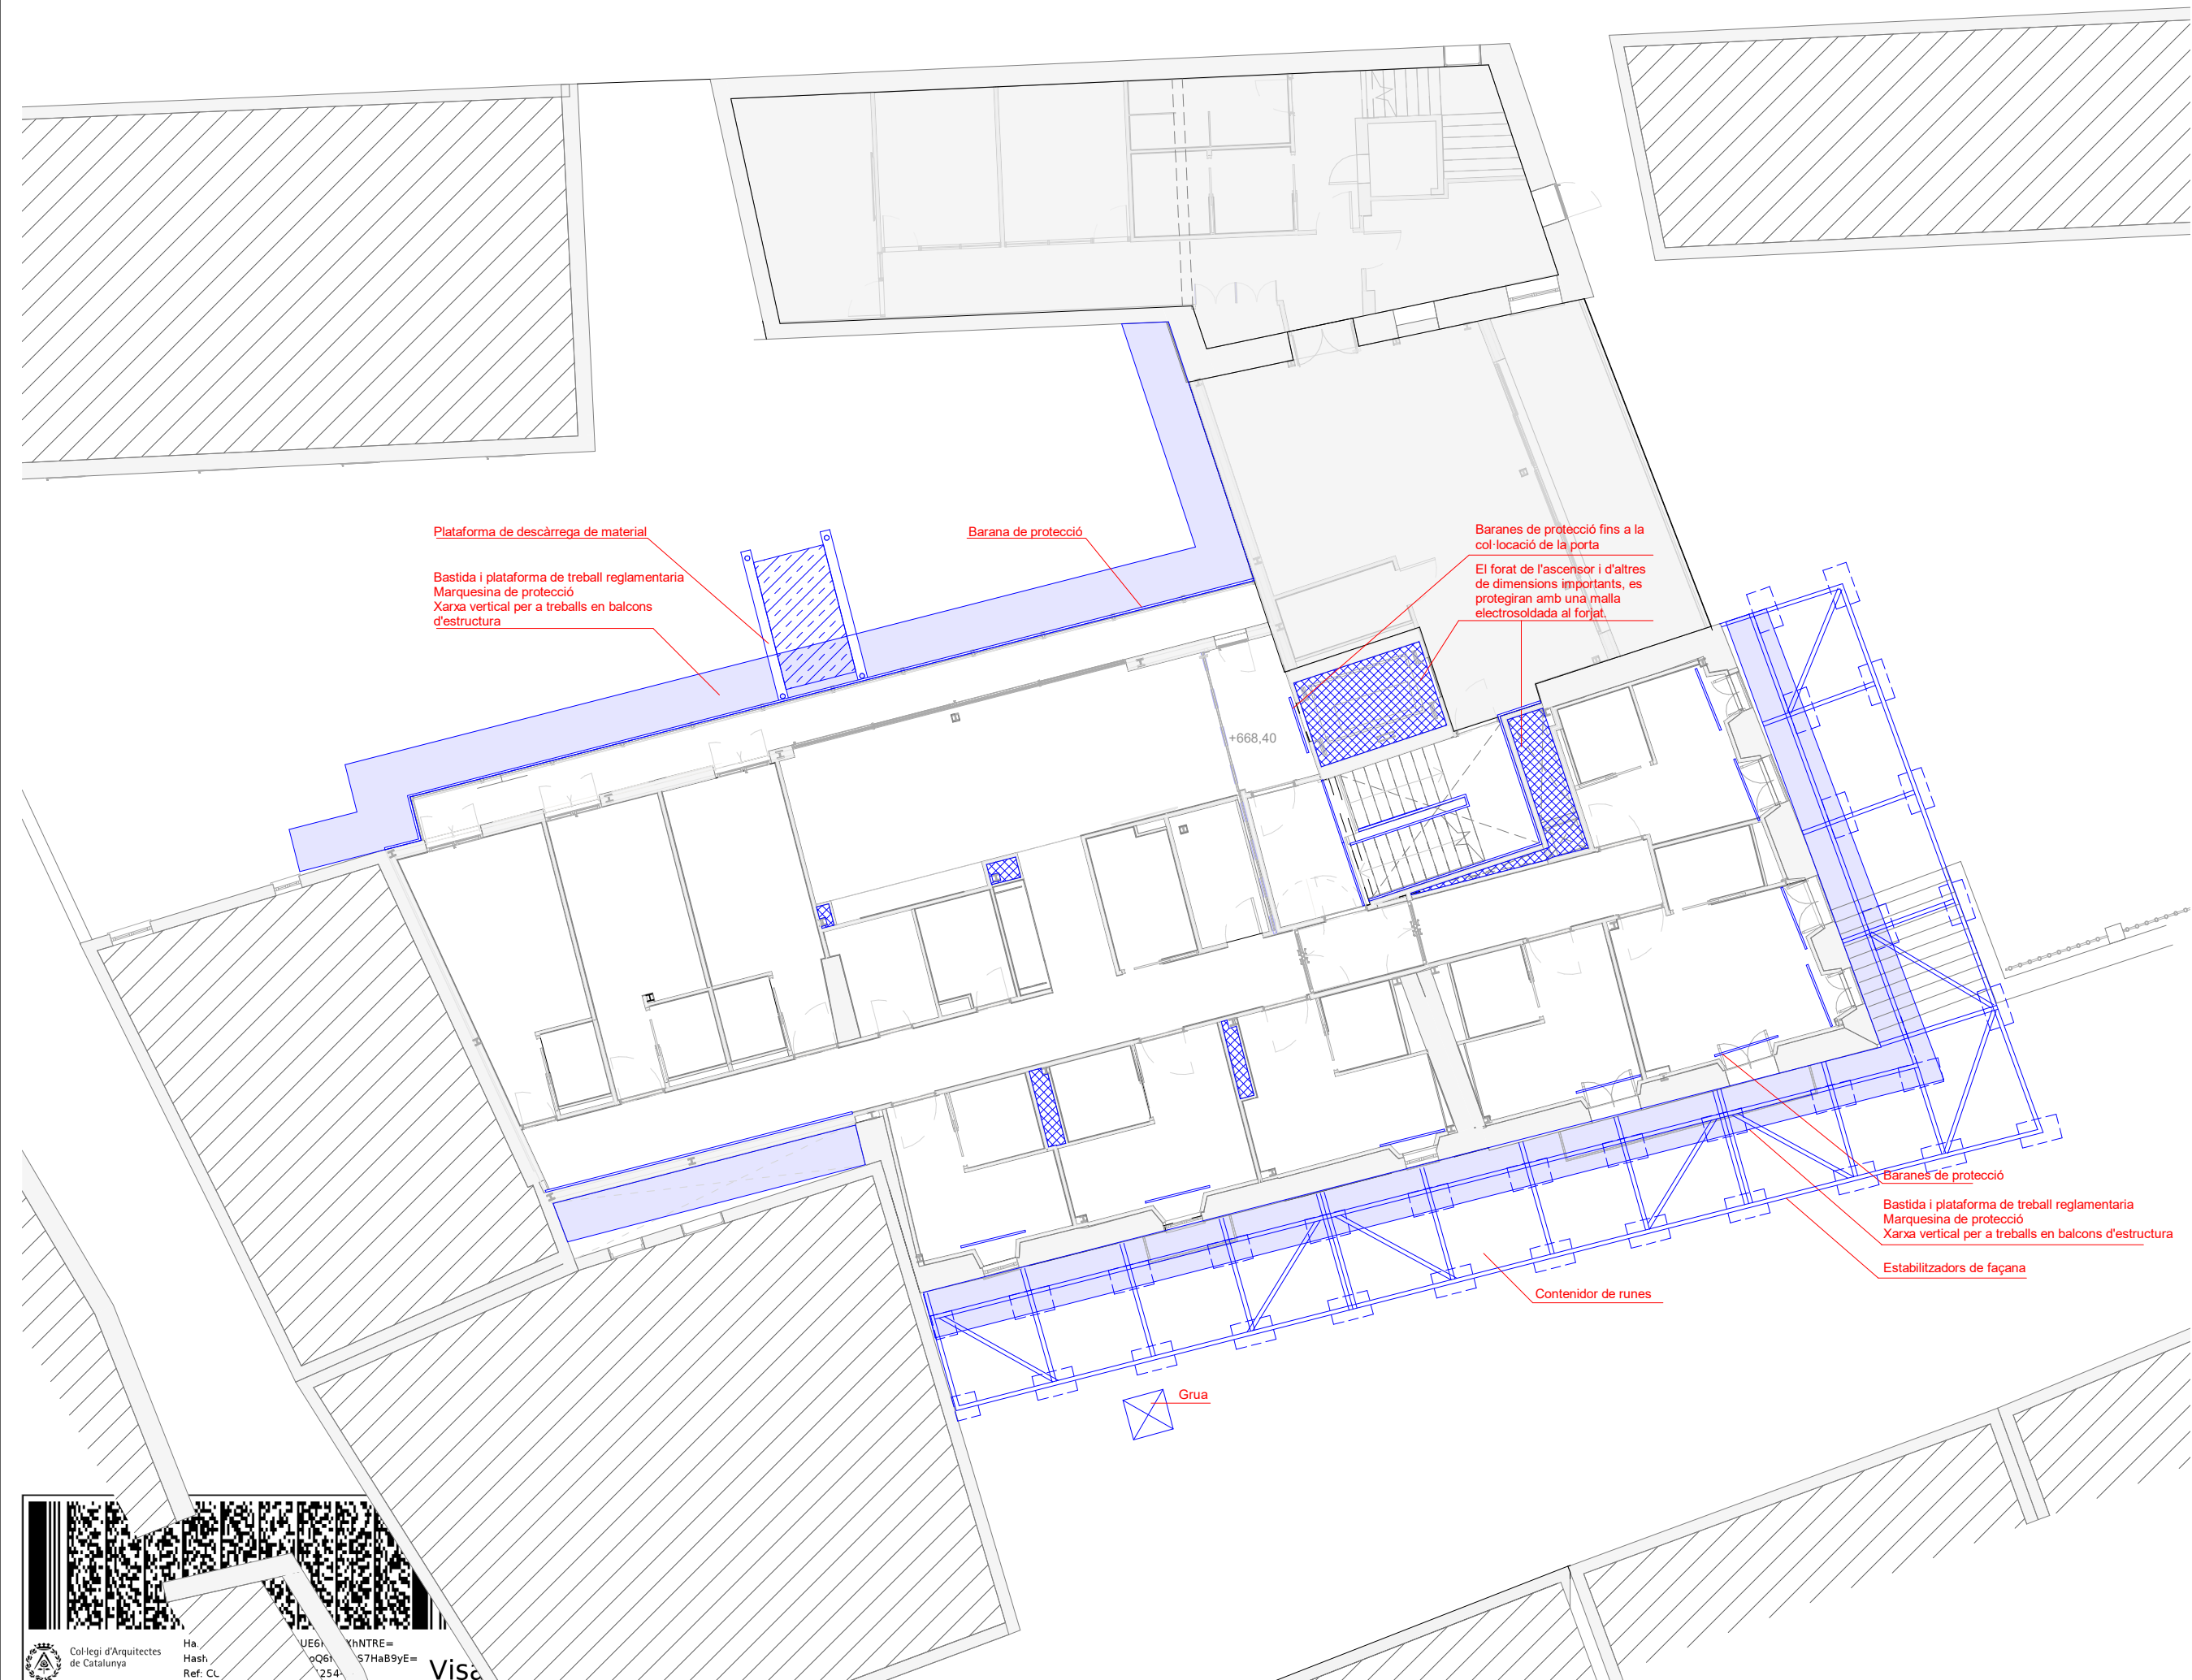 Plataforma de descàrrega de material
Bastida i plataforma de treball reglamentaria
Marquesina de protecció
Xarxa vertical per a treballs en balcons
d'estructura
Barana de protecció
Baranes de protecció fins a la
col·locació de la porta
El forat de l'ascensor i d'altres
de dimensions importants, es
protegiran amb una malla
electrosoldada al forjat.
+668,40
Baranes de protecció
Bastida i plataforma de treball reglamentaria
Marquesina de protecció
Xarxa vertical per a treballs en balcons d'estructura
Estabilitzadors de façana
Contenidor de runes
Grua
Col·legi d'Arquitectes
de Catalunya
Hash
Ref: